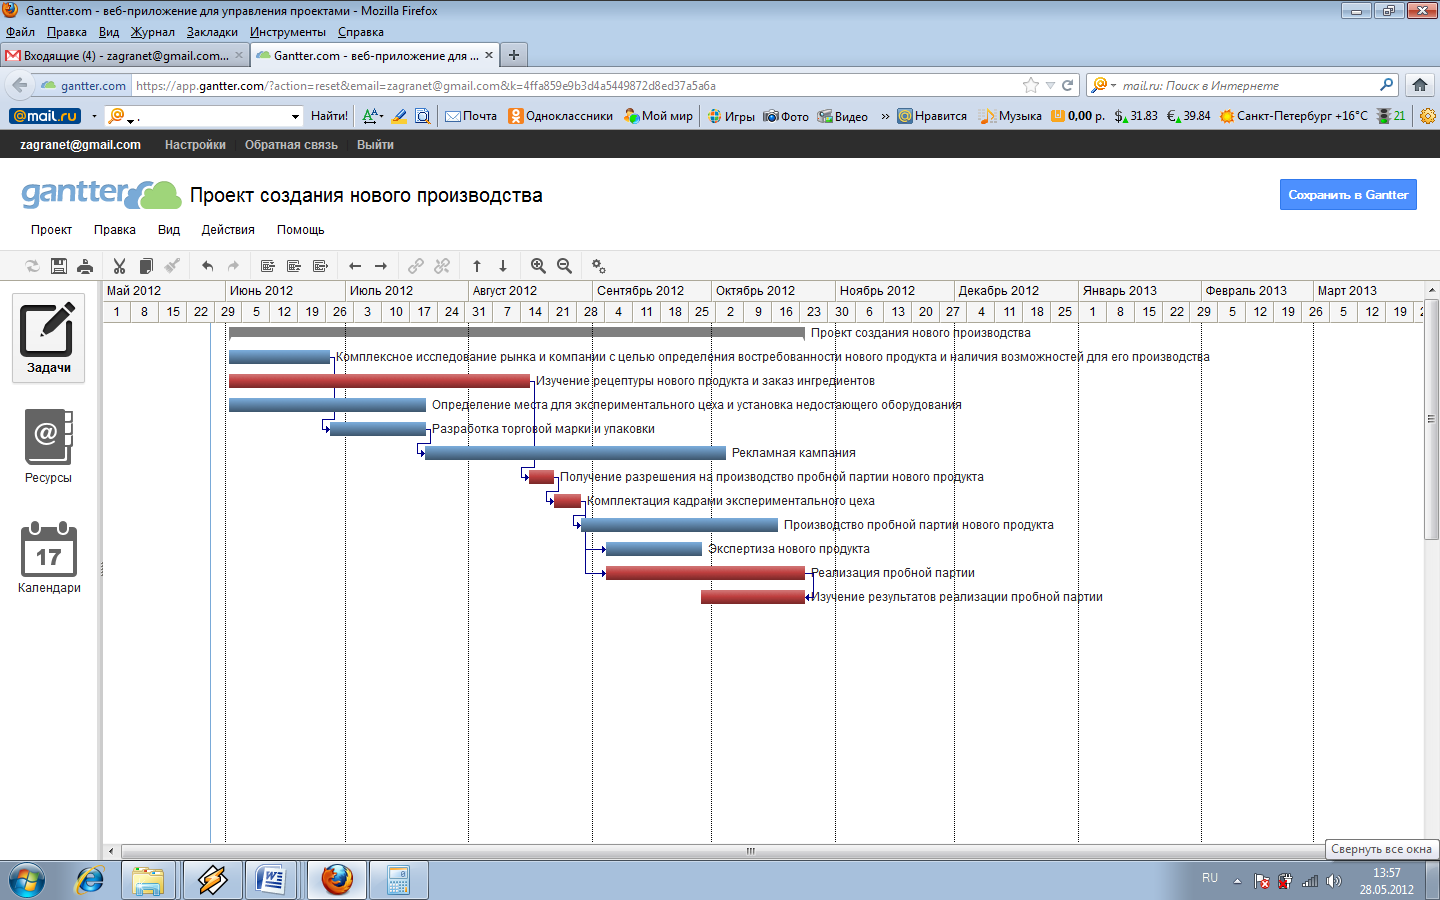 Gantter.com - веб-приложение для управления проектами - Mozilla Firefox
Файл Правка Вид Журнал Закладки Инструменты Справка
Входящие (4) - zagranet@gmail.com... Gantter.com - веб-приложение для ...
gantter.com https://app.gantter.com/?action=reset&email=zagranet@gmail.com&k=4ffa859e9b3d4a5449872d8ed37a5a6a mail.ru: Поиск в Интернете
@mail.ru . Найти! Почта Одноклассники Мой мир Игры Фото Видео » Нравится Музыка 0,00 р. $ 31.83 € 39.84 Санкт-Петербург +16°C 21
zagranet@gmail.com Настройки Обратная связь Выйти
gantter Проект создания нового производства Сохранить в Gantter
Проект Правка Вид Действия Помощь
Май 2012 Июнь 2012 Июль 2012 Август 2012 Сентябрь 2012 Октябрь 2012 Ноябрь 2012 Декабрь 2012 Январь 2013 Февраль 2013 Март 2013
1 8 15 22 29 5 12 19 26 3 10 17 24 31 7 14 21 28 4 11 18 25 2 9 16 23 30 6 13 20 27 4 11 18 25 1 8 15 22 29 5 12 19 26 5 12 19
Задачи
Ресурсы
17
Календари
Проект создания нового производства
Комплексное исследование рынка и компании с целью определения востребованности нового продукта и наличия возможностей для его производства
Изучение рецептуры нового продукта и заказ ингредиентов
Определение места для экспериментального цеха и установка недостающего оборудования
Разработка торговой марки и упаковки
Рекламная кампания
Получение разрешения на производство пробной партии нового продукта
Комплектация кадрами экспериментального цеха
Производство пробной партии нового продукта
Экспертиза нового продукта
Реализация пробной партии
Изучение результатов реализации пробной партии
Свернуть все окна
RU 13:57
28.05.2012